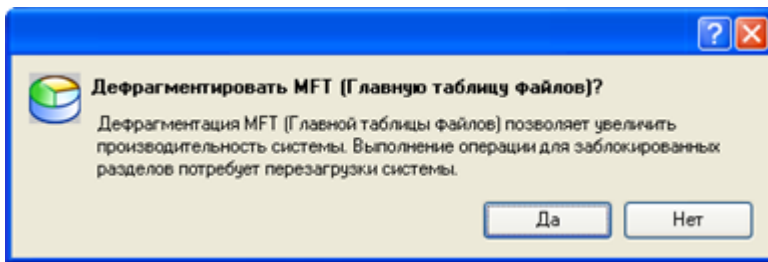 Дефрагментировать MFT (Главную таблицу файлов)?
Дефрагментация MFT (Главной таблицы файлов) позволяет увеличить
производительность системы. Выполнение операции для заблокированных
разделов потребует перезагрузки системы.
Да Нет